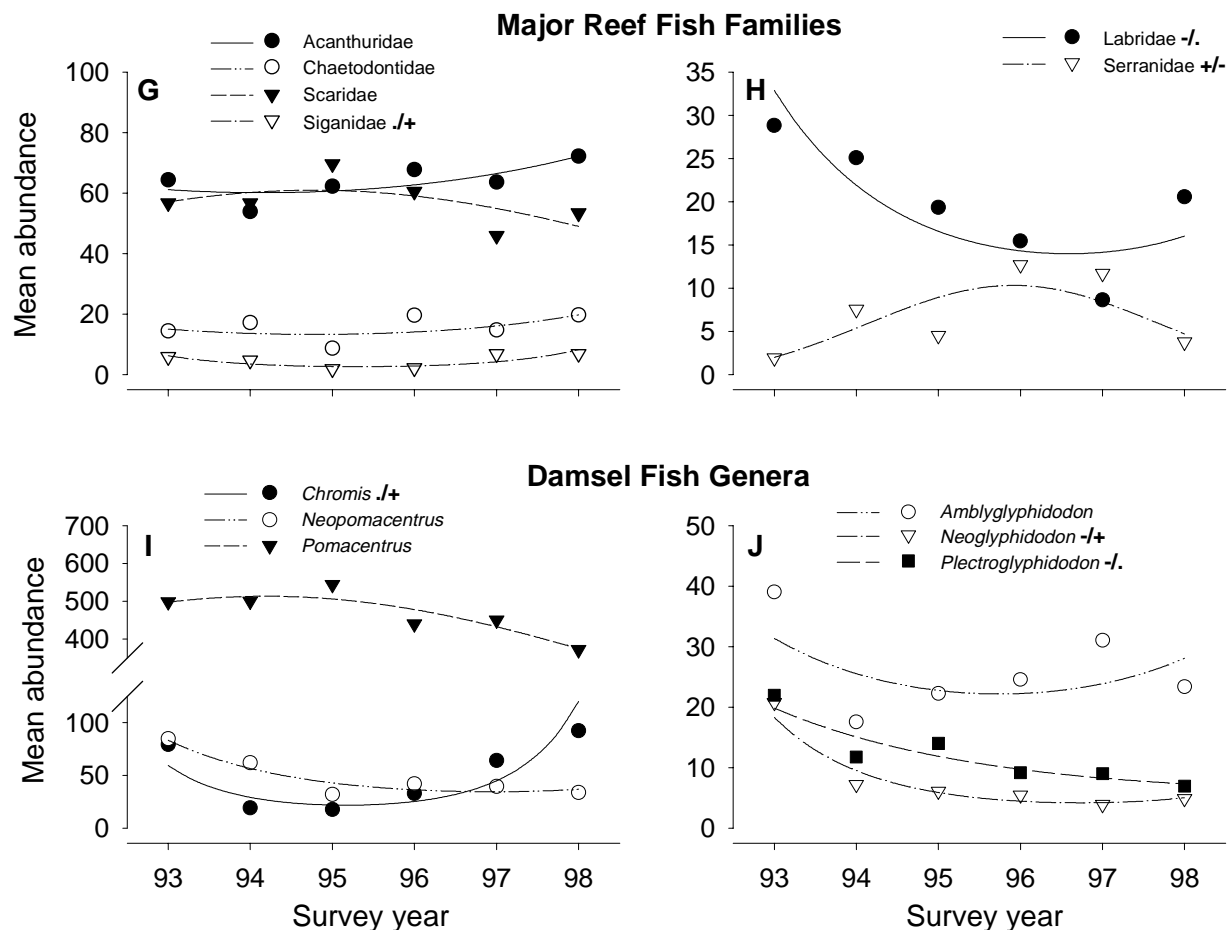 Major Reef Fish Families
G
Acanthuridae
Chaetodontidae
Scaridae
Siganidae ./+
Mean abundance
100
80
60
40
20
0
H
Labridae -/.
Serranidae +/-
35
30
25
20
15
10
5
0
Damsel Fish Genera
I
Chromis ./+
Neopomacentrus
Pomacentrus
Mean abundance
700
600
500
400
100
50
0
93 94 95 96 97 98
Survey year
J
Amblyglyphidodon
Neoglyphidodon -/+
Plectroglyphidodon -/.
50
40
30
20
10
0
93 94 95 96 97 98
Survey year